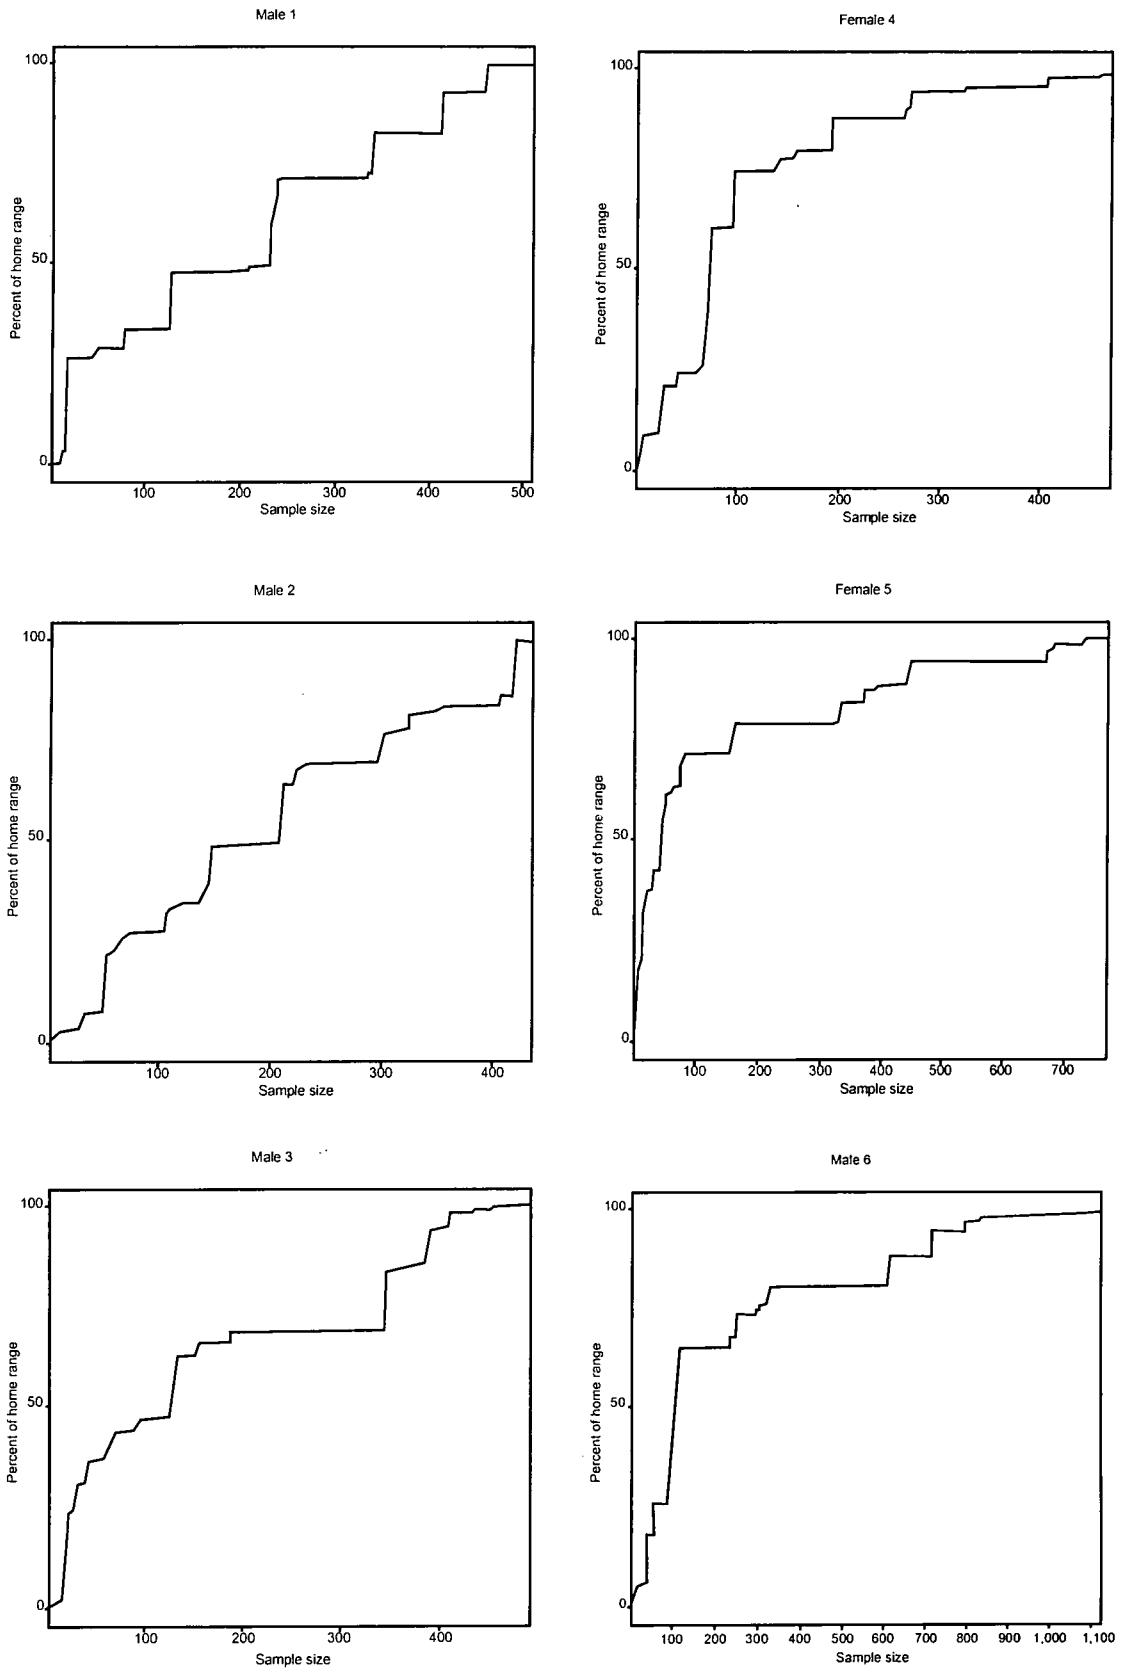 Male 1
100
50
0
Percent of home range
100 200 300 400 500
Sample size
Female 4
100
50
0
Percent of home range
100 200 300 400
Sample size
Male 2
100
50
0
Percent of home range
100 200 300 400
Sample size
Female 5
100
50
0
Percent of home range
100 200 300 400 500 600 700
Sample size
Male 3
100
50
0
Percent of home range
100 200 300 400
Sample size
Male 6
100
50
0
Percent of home range
100 200 300 400 500 600 700 800 900 1,000 1,100
Sample size